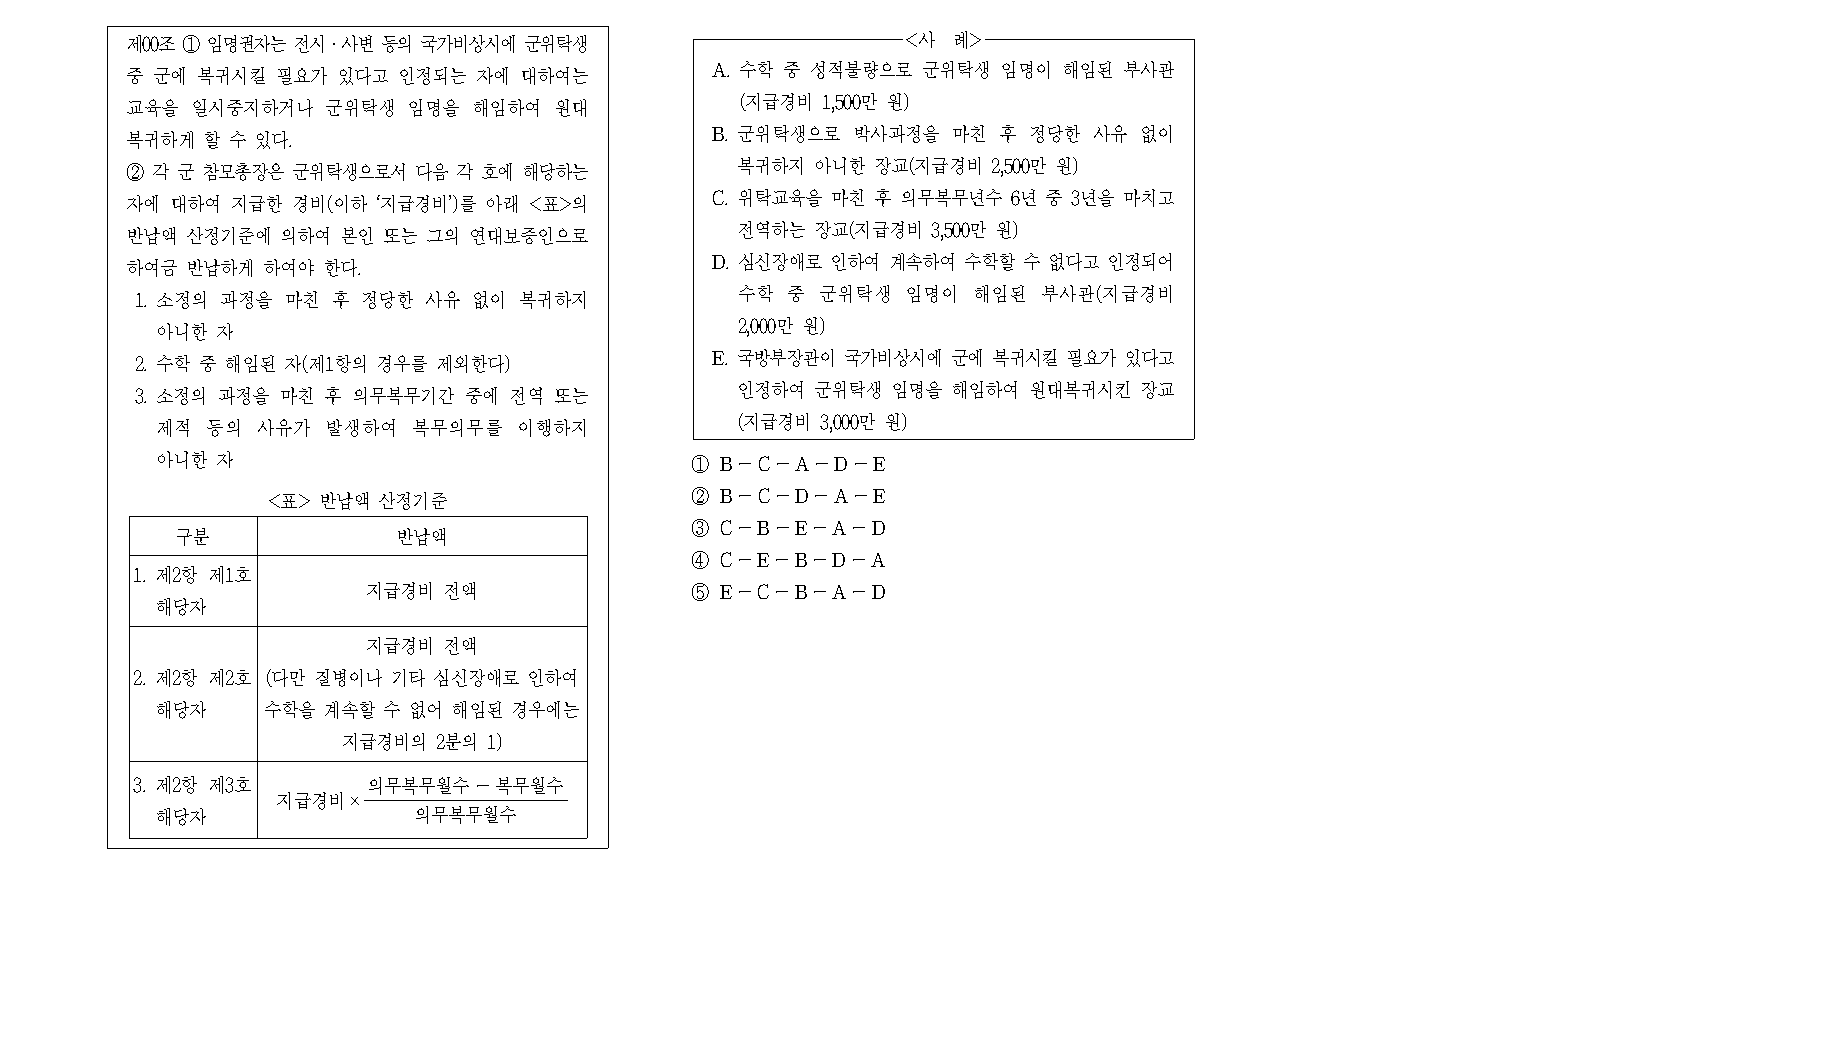 제00조 ① 임명권자는 전시·사변 등의 국가비상시에 군위탁생
중 군에 복귀시킬 필요가 있다고 인정되는 자에 대하여는
교육을 일시중지하거나 군위탁생 임명을 해임하여 원대
복귀하게 할 수 있다.
② 각 군 참모총장은 군위탁생으로서 다음 각 호에 해당하는
자에 대하여 지급한 경비(이하 ‘지급경비’)를 아래 <표>의
반납액 산정기준에 의하여 본인 또는 그의 연대보증인으로
하여금 반납하게 하여야 한다.
1. 소정의 과정을 마친 후 정당한 사유 없이 복귀하지
아니한 자
2. 수학 중 해임된 자(제1항의 경우를 제외한다)
3. 소정의 과정을 마친 후 의무복무기간 중에 전역 또는
제적 등의 사유가 발생하여 복무의무를 이행하지
아니한 자
<표> 반납액 산정기준
구분 반납액
1. 제2항 제1호
해당자
지급경비 전액
2. 제2항 제2호
해당자
지급경비 전액
(다만 질병이나 기타 심신장애로 인하여
수학을 계속할 수 없어 해임된 경우에는
지급경비의 2분의 1)
3. 제2항 제3호
해당자
지급경비 ×
의무복무월수 － 복무월수
의무복무월수
<사 례>
A. 수학 중 성적불량으로 군위탁생 임명이 해임된 부사관
(지급경비 1,500만 원)
B. 군위탁생으로 박사과정을 마친 후 정당한 사유 없이
복귀하지 아니한 장교(지급경비 2,500만 원)
C. 위탁교육을 마친 후 의무복무년수 6년 중 3년을 마치고
전역하는 장교(지급경비 3,500만 원)
D. 심신장애로 인하여 계속하여 수학할 수 없다고 인정되어
수학 중 군위탁생 임명이 해임된 부사관(지급경비
2,000만 원)
E. 국방부장관이 국가비상시에 군에 복귀시킬 필요가 있다고
인정하여 군위탁생 임명을 해임하여 원대복귀시킨 장교
(지급경비 3,000만 원)
① B－C－A－D－E
② B－C－D－A－E
③ C－B－E－A－D
④ C－E－B－D－A
⑤ E－C－B－A－D